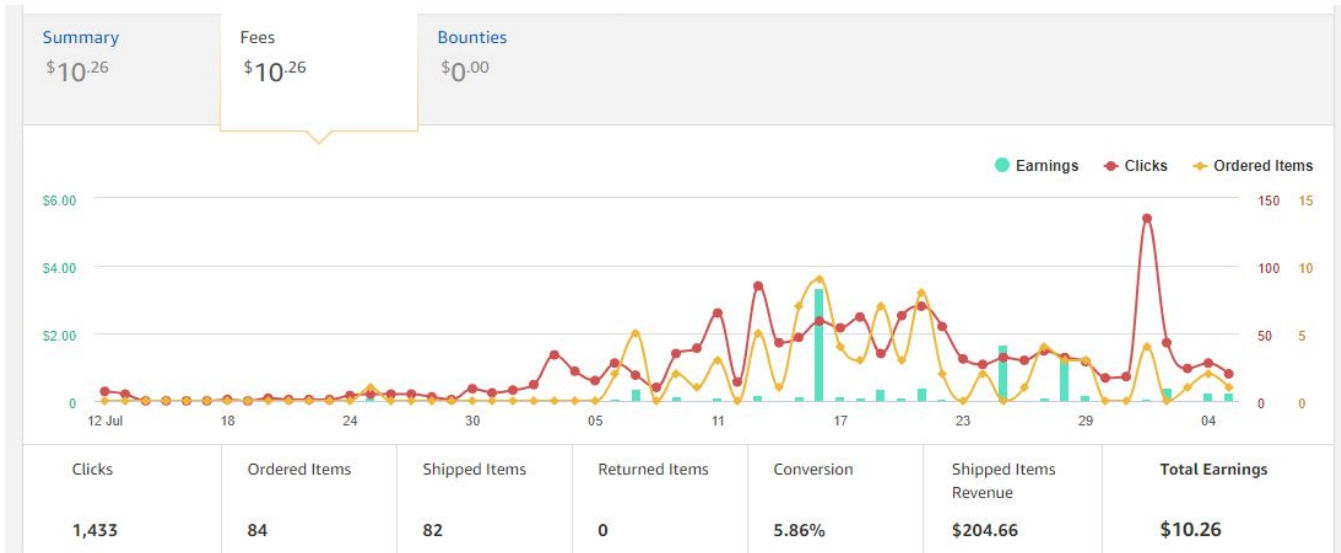 Summary
$10.26
Fees
$10.26
Bounties
$0.00
Earnings Clicks Ordered Items
$6.00 150 15
$4.00 100 10
$2.00 50 5
0 0 0
12 Jul 18 24 30 05 11 17 23 29 04
Clicks Ordered Items Shipped Items Returned Items Conversion Shipped Items Total Earnings
Revenue
1,433 84 82 0 5.86% $204.66 $10.26